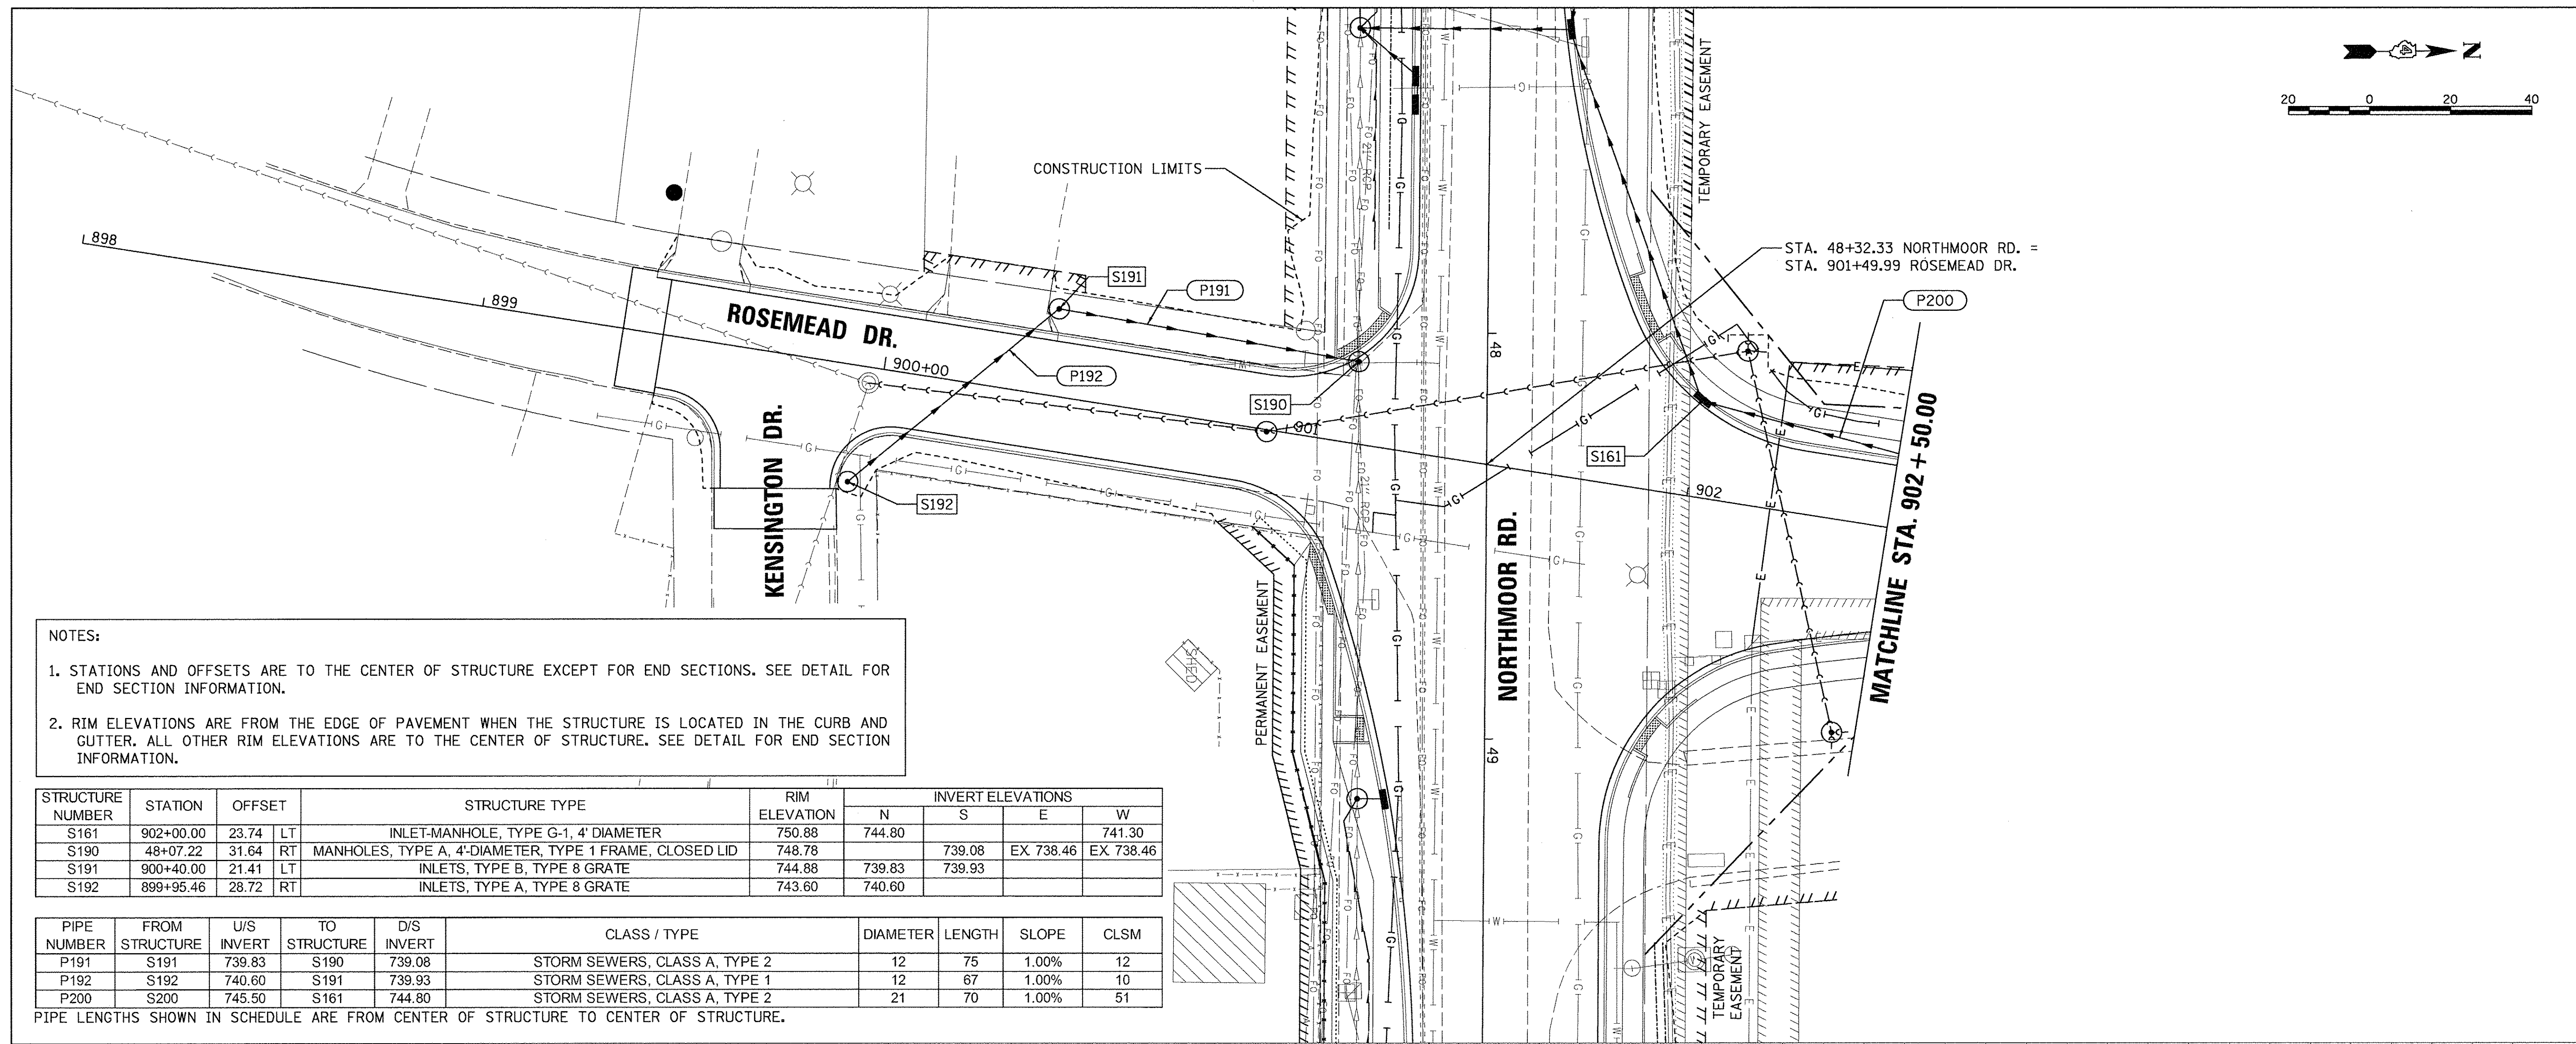 N
20 0 20 40
TEMPORARY EASEMENT
CONSTRUCTION LIMITS
STA. 48+32.33 NORTHMOOR RD. =
STA. 901+49.99 ROSEMEAD DR.
898
899
900+00
901
902
48
49
S191
P191
P200
ROSEMEAD DR.
P192
S190
S161
S192
KENSINGTON DR.
NORTHMOOR RD.
MATCHLINE STA. 902+50.00
21" RCP
21" RCP
PERMANENT EASEMENT
SHED
TEMPORARY
EASEMENT
NOTES:
1. STATIONS AND OFFSETS ARE TO THE CENTER OF STRUCTURE EXCEPT FOR END SECTIONS. SEE DETAIL FOR
END SECTION INFORMATION.
2. RIM ELEVATIONS ARE FROM THE EDGE OF PAVEMENT WHEN THE STRUCTURE IS LOCATED IN THE CURB AND
GUTTER. ALL OTHER RIM ELEVATIONS ARE TO THE CENTER OF STRUCTURE. SEE DETAIL FOR END SECTION
INFORMATION.
STRUCTURE NUMBER STATION OFFSET STRUCTURE TYPE RIM ELEVATION INVERT ELEVATIONS
N S E W
S161 902+00.00 23.74 LT INLET-MANHOLE, TYPE G-1, 4' DIAMETER 750.88 744.80 741.30
S190 48+07.22 31.64 RT MANHOLES, TYPE A, 4'-DIAMETER, TYPE 1 FRAME, CLOSED LID 748.78 739.08 EX. 738.46 EX. 738.46
S191 900+40.00 21.41 LT INLETS, TYPE B, TYPE 8 GRATE 744.88 739.83 739.93
S192 899+95.46 28.72 RT INLETS, TYPE A, TYPE 8 GRATE 743.60 740.60
PIPE NUMBER FROM STRUCTURE U/S INVERT TO STRUCTURE D/S INVERT CLASS / TYPE DIAMETER LENGTH SLOPE CLSM
P191 S191 739.83 S190 739.08 STORM SEWERS, CLASS A, TYPE 2 12 75 1.00% 12
P192 S192 740.60 S191 739.93 STORM SEWERS, CLASS A, TYPE 1 12 67 1.00% 10
P200 S200 745.50 S161 744.80 STORM SEWERS, CLASS A, TYPE 2 21 70 1.00% 51
PIPE LENGTHS SHOWN IN SCHEDULE ARE FROM CENTER OF STRUCTURE TO CENTER OF STRUCTURE.